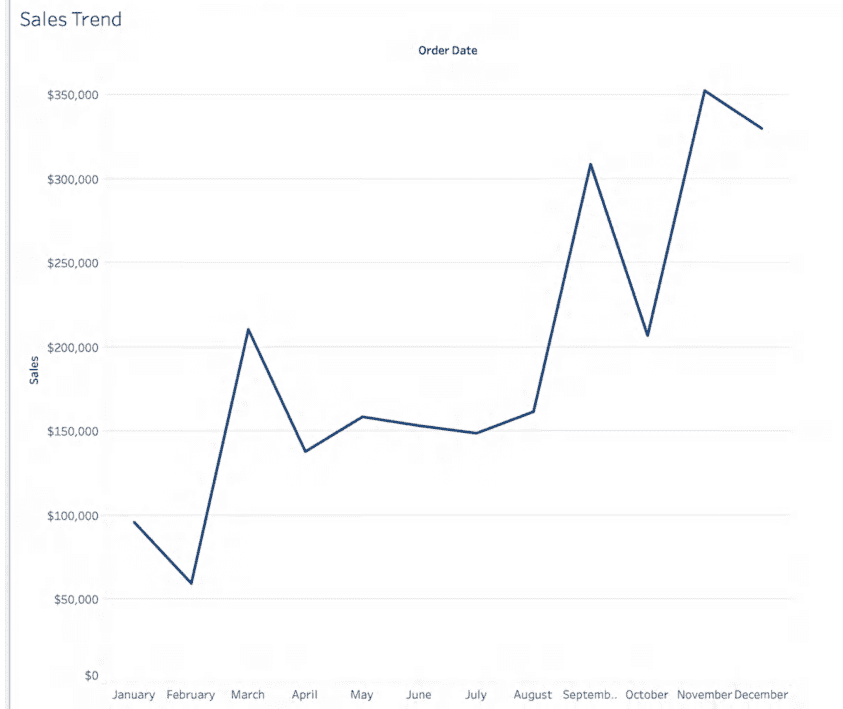 Sales Trend
Order Date
$350,000
$300,000
$250,000
$200,000
Sales
$150,000
$100,000
$50,000
$0
January February March April May June July August Septemb.. October November December